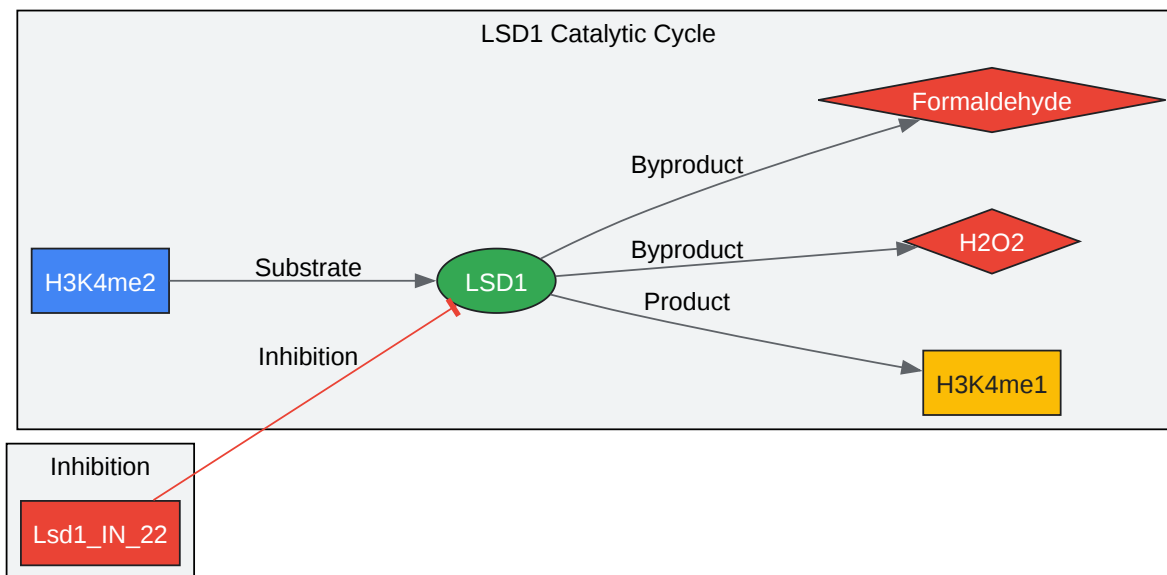 LSD1 Catalytic Cycle
Formaldehyde
Byproduct
H2O2
Byproduct
Substrate
H3K4me2
LSD1
Product
Inhibition
H3K4me1
Inhibition
Lsd1_IN_22